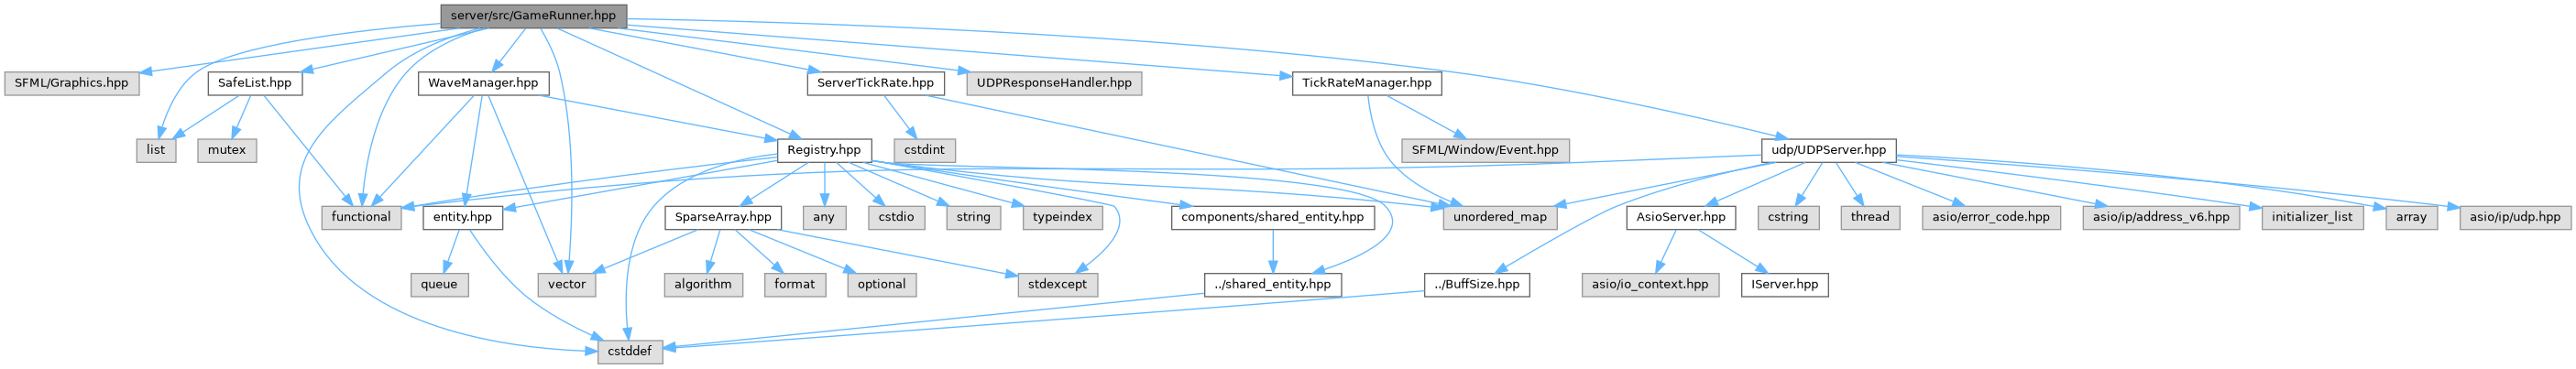 server/src/GameRunner.hpp
SFML/Graphics.hpp
SafeList.hpp
WaveManager.hpp
ServerTickRate.hpp
UDPResponseHandler.hpp
TickRateManager.hpp
list
mutex
Registry.hpp
cstdint
SFML/Window/Event.hpp
udp/UDPServer.hpp
functional
entity.hpp
SparseArray.hpp
any
cstdio
string
typeindex
components/shared_entity.hpp
unordered_map
AsioServer.hpp
cstring
thread
asio/error_code.hpp
asio/ip/address_v6.hpp
initializer_list
array
asio/ip/udp.hpp
queue
vector
algorithm
format
optional
stdexcept
../shared_entity.hpp
../BuffSize.hpp
asio/io_context.hpp
IServer.hpp
cstddef